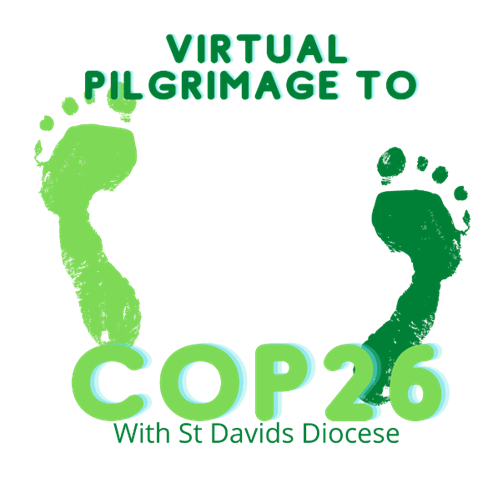 VIRTUAL
PILGRIMAGE TO
COP26
With St Davids Diocese